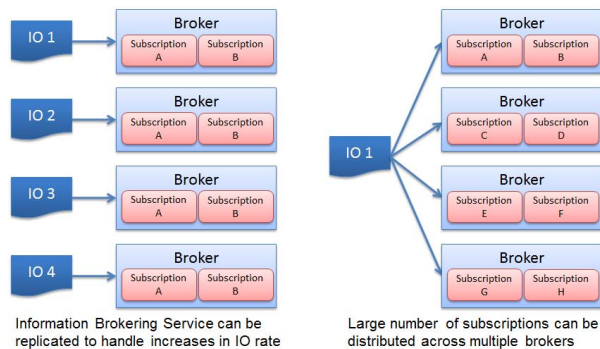 IO 1
Broker
Subscription
A
Subscription
B
IO 2
Broker
Subscription
A
Subscription
B
IO 3
Broker
Subscription
A
Subscription
B
IO 4
Broker
Subscription
A
Subscription
B
Information Brokering Service can be
replicated to handle increases in IO rate
IO 1
Broker
Subscription
A
Subscription
B
Broker
Subscription
C
Subscription
D
Broker
Subscription
E
Subscription
F
Broker
Subscription
G
Subscription
H
Large number of subscriptions can be
distributed across multiple brokers